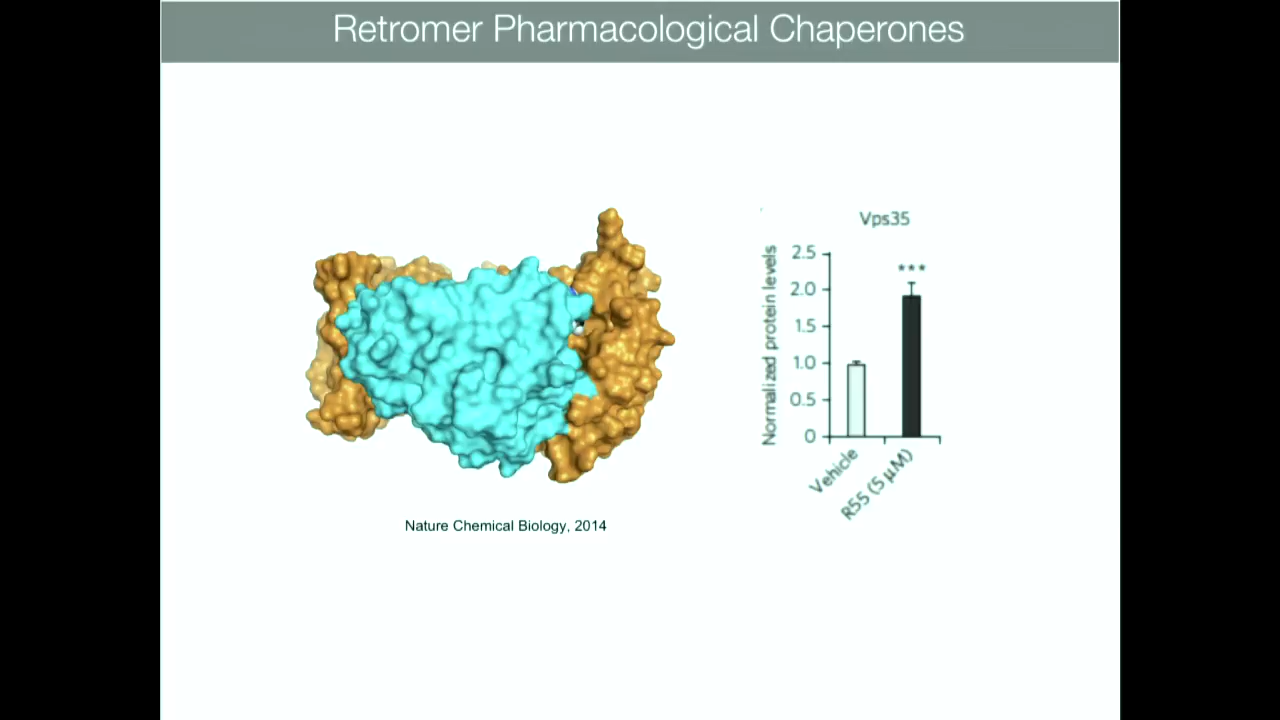 Retromer Pharmacological Chaperones
Vps35
Normalized protein levels
2.5
2.0
1.5
1.0
0.5
0
***
Vehicle
R55 (5 µM)
Nature Chemical Biology, 2014